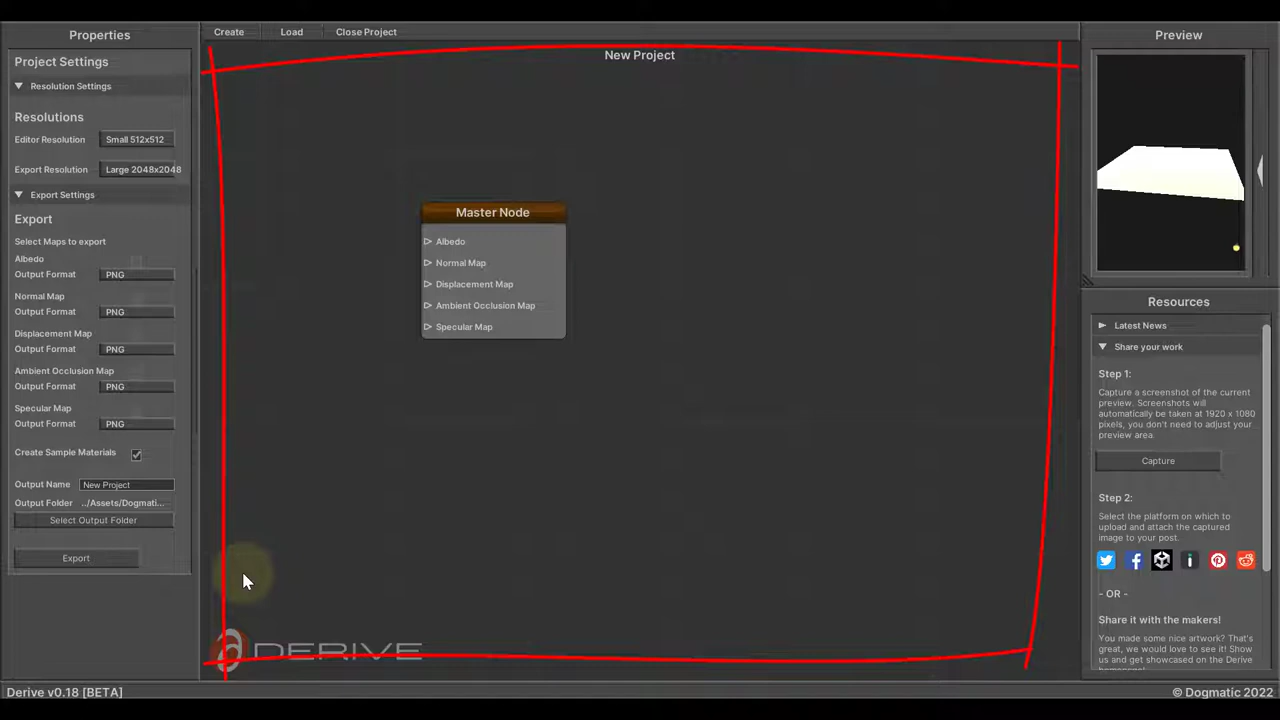 Properties
Project Settings
Resolution Settings
Resolutions
Editor Resolution Small 512x512
Export Resolution Large 2048x2048
Export Settings
Export
Select Maps to export
Albedo
Output Format PNG
Normal Map
Output Format PNG
Displacement Map
Output Format PNG
Ambient Occlusion Map
Output Format PNG
Specular Map
Output Format PNG
Create Sample Materials
Output Name New Project
Output Folder ../Assets/Dogmati...
Select Output Folder
Export
Create Load Close Project
New Project
Master Node
Albedo
Normal Map
Displacement Map
Ambient Occlusion Map
Specular Map
DERIVE
Preview
Resources
Latest News
Share your work
Step 1:
Capture a screenshot of the current
preview. Screenshots will
automatically be taken at 1920 x 1080
pixels, you don't need to adjust your
preview area.
Capture
Step 2:
Select the platform on which to
upload and attach the captured
image to your post.
- OR -
Share it with the makers!
You made some nice artwork? That's
great, we would love to see it! Show
us and get showcased on the Derive
Derive v0.18 [BETA]
© Dogmatic 2022